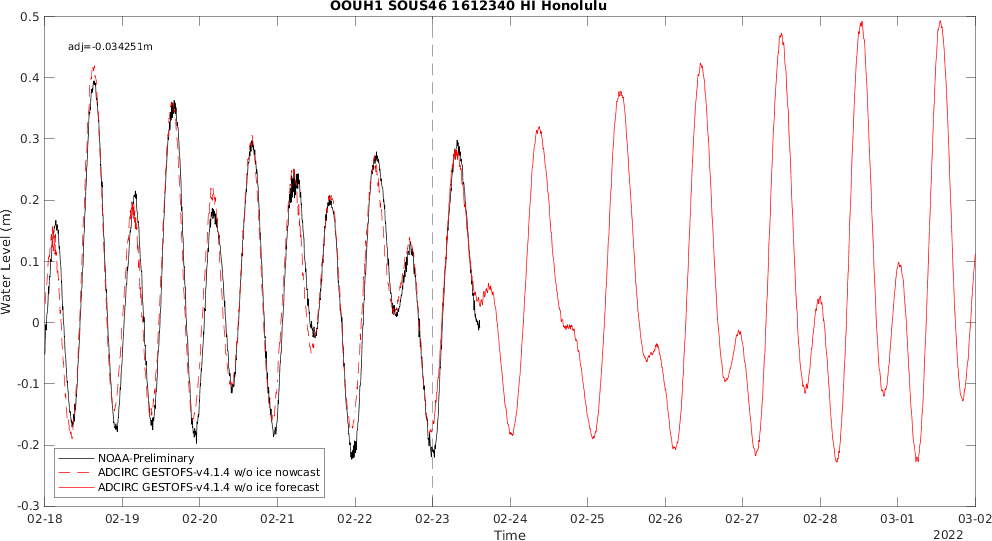 OOUH1 SOUS46 1612340 HI Honolulu
adj=-0.034251m
Water Level (m)
0.5
0.4
0.3
0.2
0.1
0
-0.1
-0.2
-0.3
NOAA-Preliminary
ADCIRC GESTOFS-v4.1.4 w/o ice nowcast
ADCIRC GESTOFS-v4.1.4 w/o ice forecast
02-18 02-19 02-20 02-21 02-22 02-23 02-24 02-25 02-26 02-27 02-28 03-01 03-02
Time
2022